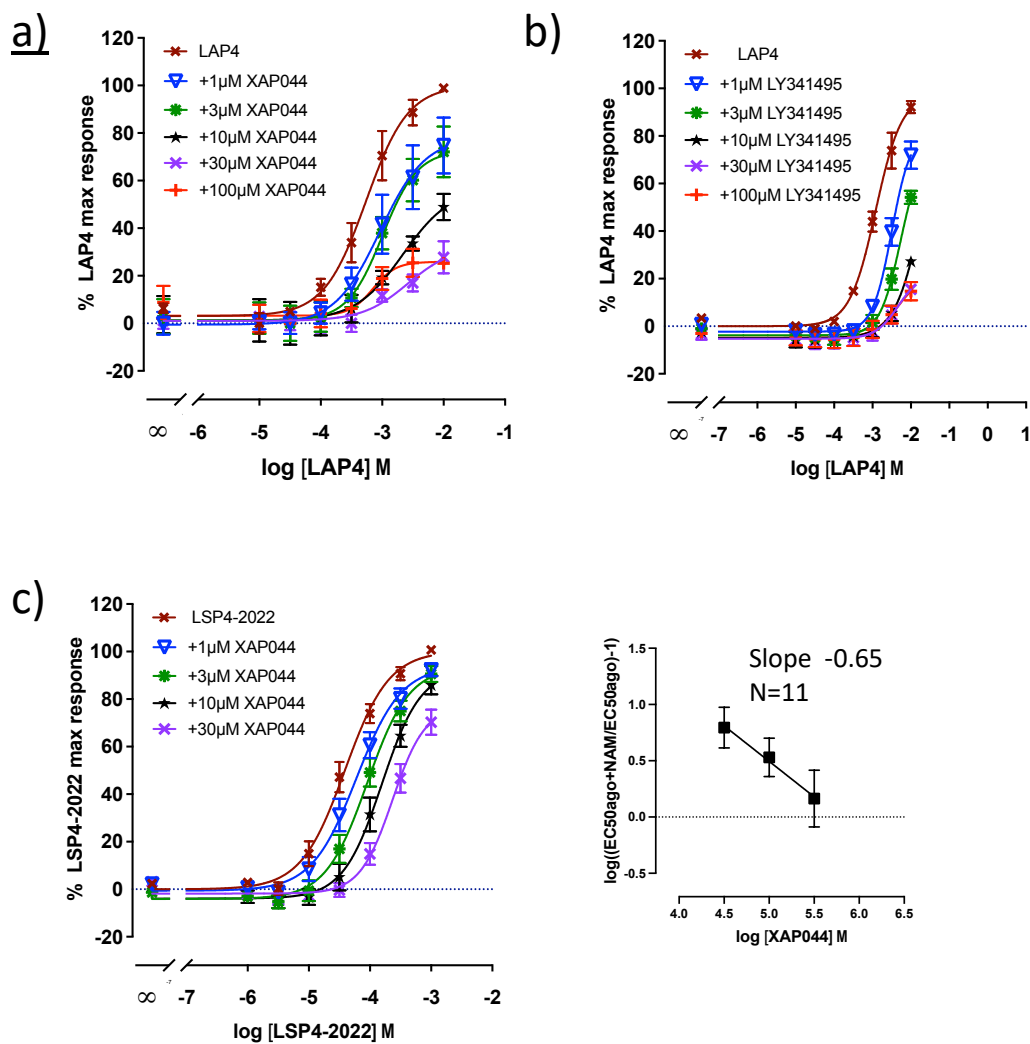 a)
120
100
80
60
40
20
0
-20
% LAP4 max response
LAP4
+1µM XAP044
+3µM XAP044
+10µM XAP044
+30µM XAP044
+100µM XAP044
∞ -6 -5 -4 -3 -2 -1
log [LAP4] M
b)
120
100
80
60
40
20
0
-20
% LAP4 max response
LAP4
+1µM LY341495
+3µM LY341495
+10µM LY341495
+30µM LY341495
+100µM LY341495
∞ -7 -6 -5 -4 -3 -2 -1 0 1
log [LAP4] M
c)
120
100
80
60
40
20
0
-20
% LSP4-2022 max response
LSP4-2022
+1µM XAP044
+3µM XAP044
+10µM XAP044
+30µM XAP044
∞ -7 -6 -5 -4 -3 -2
log [LSP4-2022] M
1.5
1.0
0.5
0.0
-0.5
log((EC50ago+NAM/EC50ago)-1)
Slope -0.65
N=11
4.0 4.5 5.0 5.5 6.0 6.5
log [XAP044] M